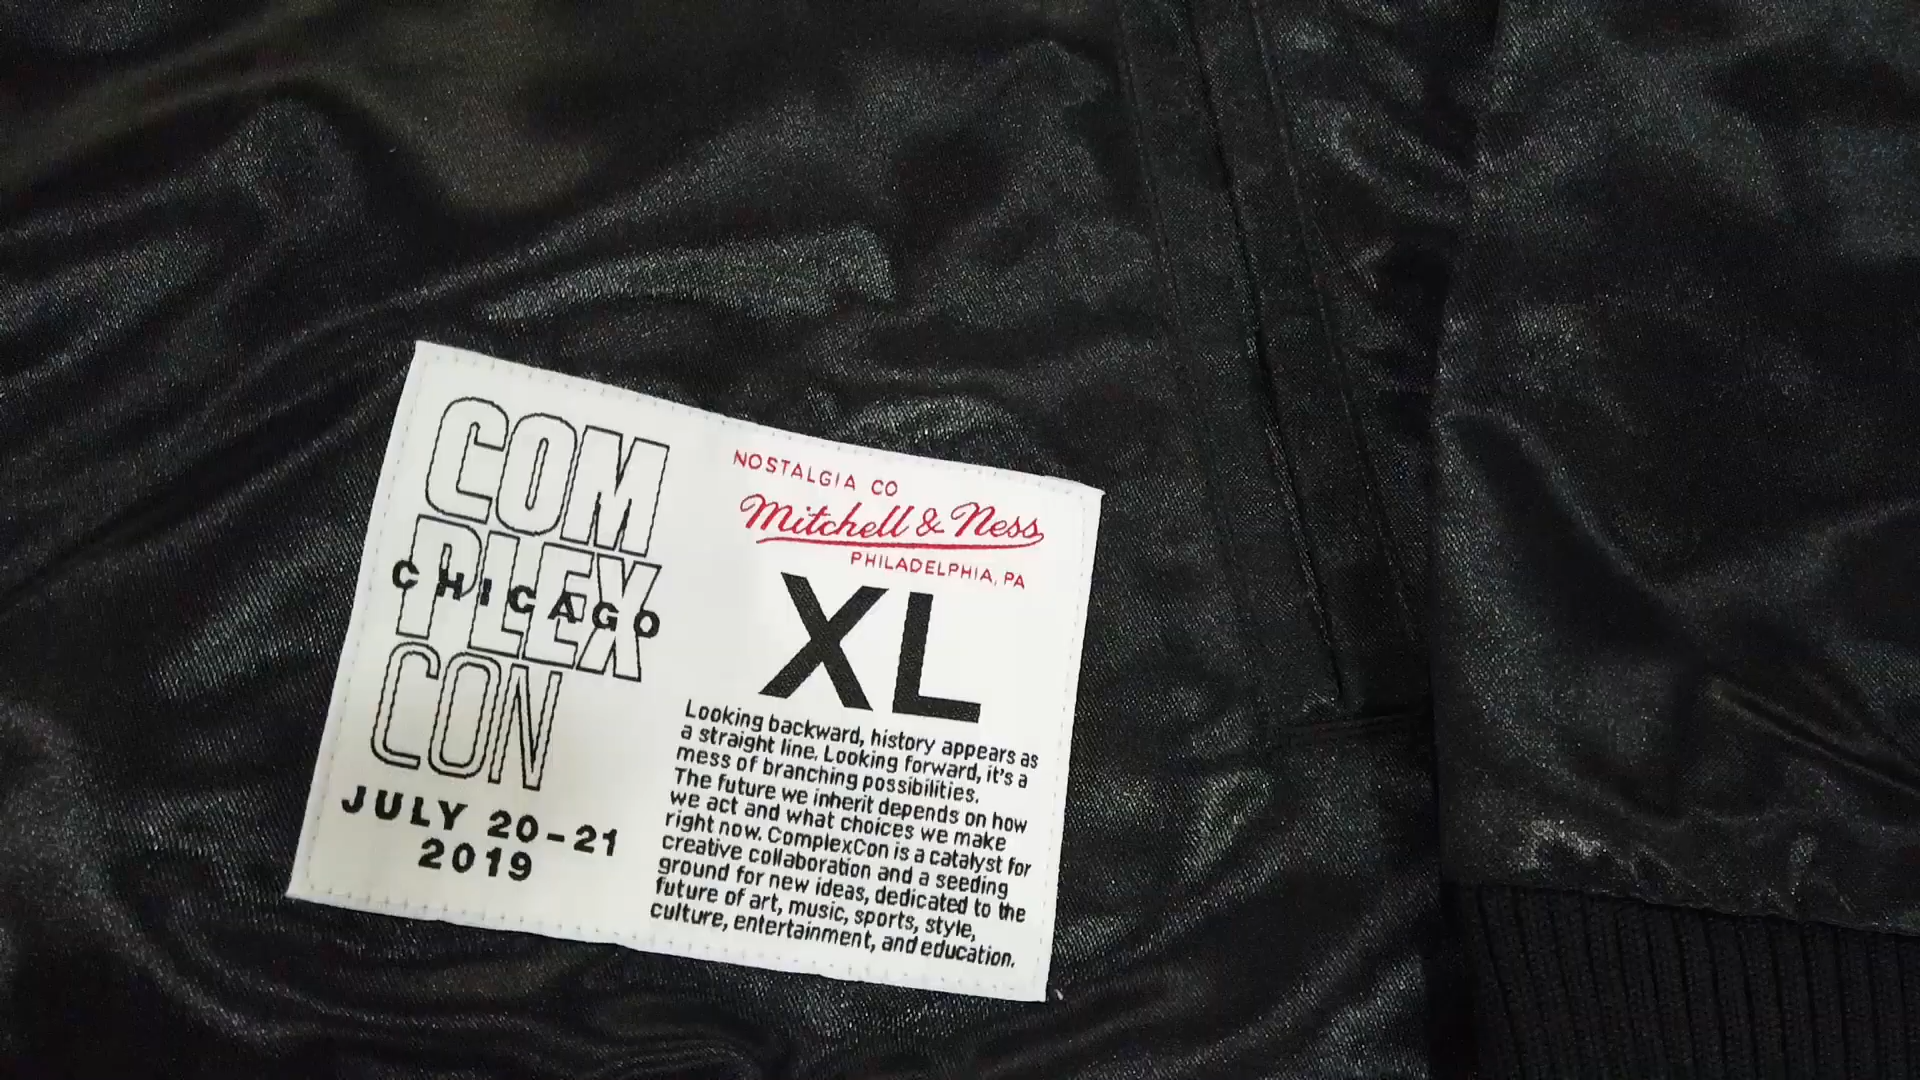 COM
PLEX
CHICAGO
CON
JULY 20-21
2019
NOSTALGIA CO
Mitchell & Ness
PHILADELPHIA, PA
XL
Looking backward, history appears as
a straight line. Looking forward, it's a
mess of branching possibilities.
The future we inherit depends on how
we act and what choices we make
right now. ComplexCon is a catalyst for
creative collaboration and a seeding
ground for new ideas, dedicated to the
future of art, music, sports, style,
culture, entertainment, and education.